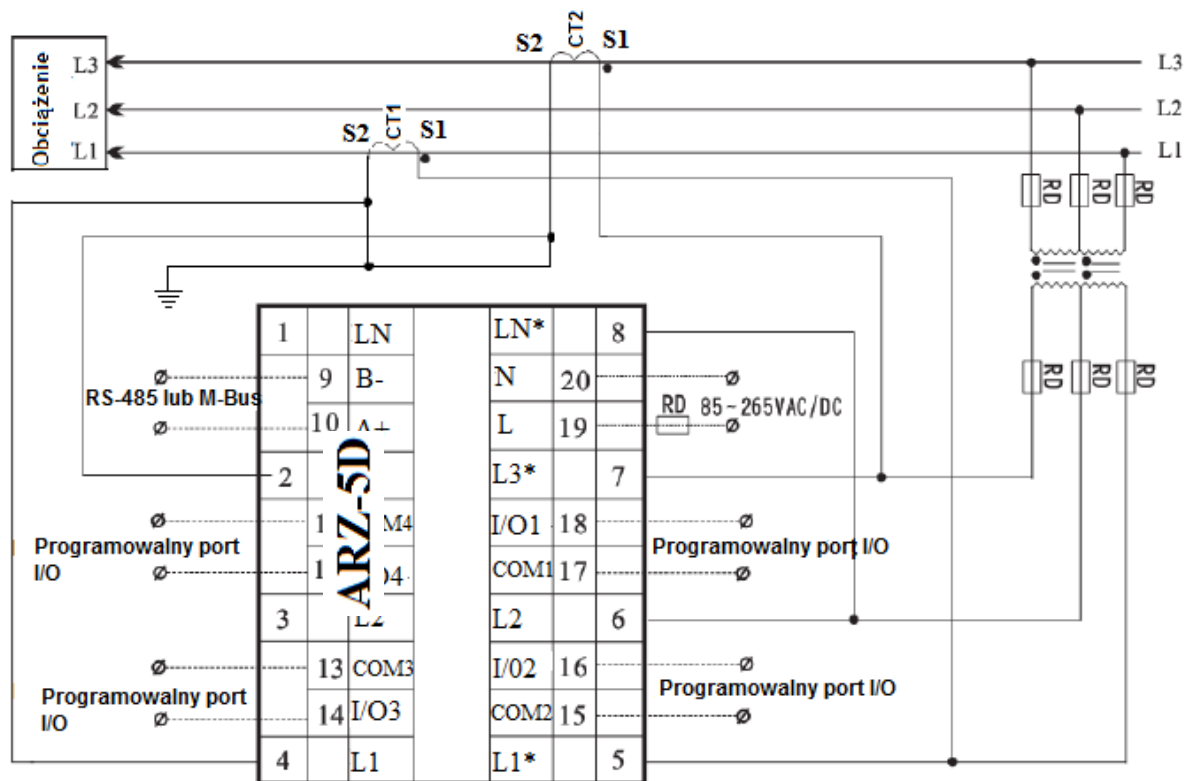 S2 CT2 S1
Obciążenie
L3 L3
L2 L2
CT1
S2 S1
L1 L1
RD RD RD
1 LN LN* 8
9 B- N 20
RS-485 lub M-Bus
RD 85~265VAC/DC
10 A+ L 19
RD RD RD
2 L3* 7
ARZ-5D
I/O1 18
Programowalny port
I/O
Programowalny port I/O
COM1 17
3 L2 L2 6
13 COM3 I/02 16
Programowalny port
I/O
Programowalny port I/O
14 I/O3 COM2 15
4 L1 L1* 5